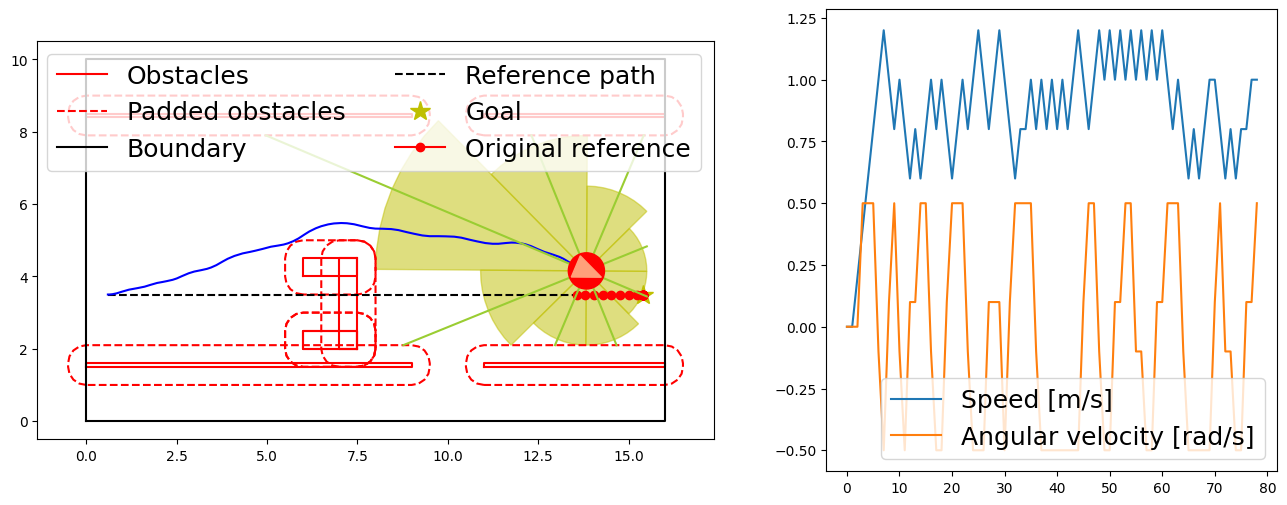 10
8
6
4
2
0
0.0 2.5 5.0 7.5 10.0 12.5 15.0
Obstacles
Padded obstacles
Boundary
Reference path
Goal
Original reference
1.25
1.00
0.75
0.50
0.25
0.00
−0.25
−0.50
0 10 20 30 40 50 60 70 80
Speed [m/s]
Angular velocity [rad/s]